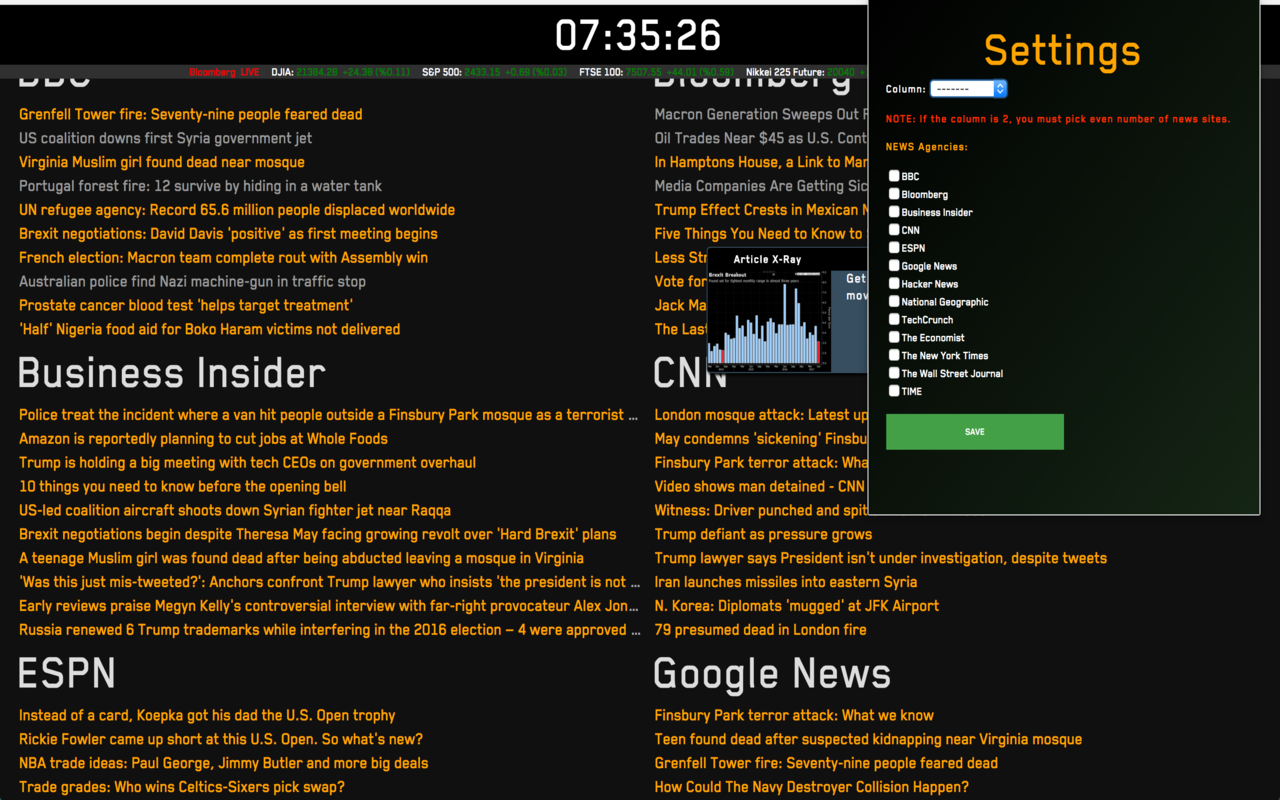 07:35:26
Bloomberg LIVE DJIA: 21384.28 +24.38 (%0.11) S&P 500: 2433.15 +0.69 (%0.03) FTSE 100: 7507.55 +44.01 (%0.59) Nikkei 225 Future: 20040 +
BBC
Grenfell Tower fire: Seventy-nine people feared dead
US coalition downs first Syria government jet
Virginia Muslim girl found dead near mosque
Portugal forest fire: 12 survive by hiding in a water tank
UN refugee agency: Record 65.6 million people displaced worldwide
Brexit negotiations: David Davis 'positive' as first meeting begins
French election: Macron team complete rout with Assembly win
Australian police find Nazi machine-gun in traffic stop
Prostate cancer blood test 'helps target treatment'
'Half' Nigeria food aid for Boko Haram victims not delivered
Bloomberg
Macron Generation Sweeps Out
Oil Trades Near $45 as U.S.
In Hamptons House, a Link to
Media Companies Are Getting
Trump Effect Crests in Mexican
Five Things You Need to Know to
Less
Vote for
Jack
The
Article X-Ray
Brexit Breakout
Get
Business Insider
Police treat the incident where a van hit people outside a Finsbury Park mosque as a terrorist ...
Amazon is reportedly planning to cut jobs at Whole Foods
Trump is holding a big meeting with tech CEOs on government overhaul
10 things you need to know before the opening bell
US-led coalition aircraft shoots down Syrian fighter jet near Raqqa
Brexit negotiations begin despite Theresa May facing growing revolt over 'Hard Brexit' plans
A teenage Muslim girl was found dead after being abducted leaving a mosque in Virginia
'Was this just mis-tweeted?': Anchors confront Trump lawyer who insists 'the president is not ...
Early reviews praise Megyn Kelly's controversial interview with far-right provocateur Alex Jon...
Russia renewed 6 Trump trademarks while interfering in the 2016 election – 4 were approved ...
CNN
London mosque attack: Latest
May condemns 'sickening'
Finsbury Park terror attack:
Video shows man detained - CNN
Witness: Driver punched and spit
Trump defiant as pressure grows
Trump lawyer says President isn't under investigation, despite tweets
Iran launches missiles into eastern Syria
N. Korea: Diplomats 'mugged' at JFK Airport
79 presumed dead in London fire
ESPN
Instead of a card, Koepka got his dad the U.S. Open trophy
Rickie Fowler came up short at this U.S. Open. So what's new?
NBA trade ideas: Paul George, Jimmy Butler and more big deals
Trade grades: Who wins Celtics-Sixers pick swap?
Google News
Finsbury Park terror attack: What we know
Teen found dead after suspected kidnapping near Virginia mosque
Grenfell Tower fire: Seventy-nine people feared dead
How Could The Navy Destroyer Collision Happen?
Settings
Column: -------
NOTE: If the column is 2, you must pick even number of news sites.
NEWS Agencies:
BBC
Bloomberg
Business Insider
CNN
ESPN
Google News
Hacker News
National Geographic
TechCrunch
The Economist
The New York Times
The Wall Street Journal
TIME
SAVE